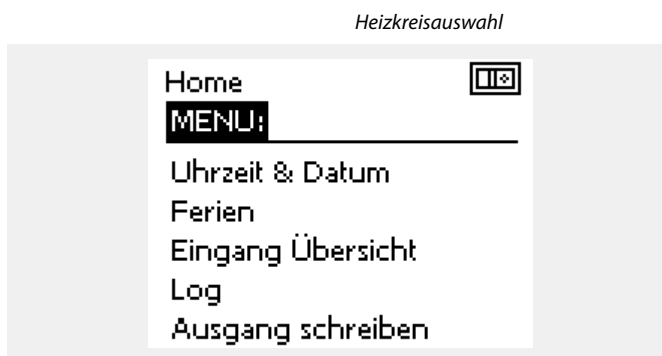 Heizkreisauswahl
Home
MENU:
Uhrzeit & Datum
Ferien
Eingang Übersicht
Log
Ausgang schreiben